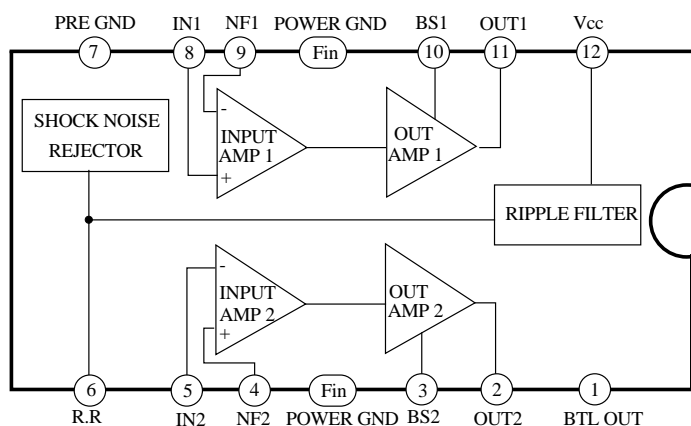 PRE GND IN1 NF1 POWER GND BS1 OUT1 Vcc
7 8 9 Fin 10 11 12
SHOCK NOISE
REJECTOR
-
INPUT
AMP 1
+
OUT
AMP 1
RIPPLE FILTER
-
INPUT
AMP 2
+
OUT
AMP 2
6 5 4 Fin 3 2 1
R.R IN2 NF2 POWER GND BS2 OUT2 BTL OUT